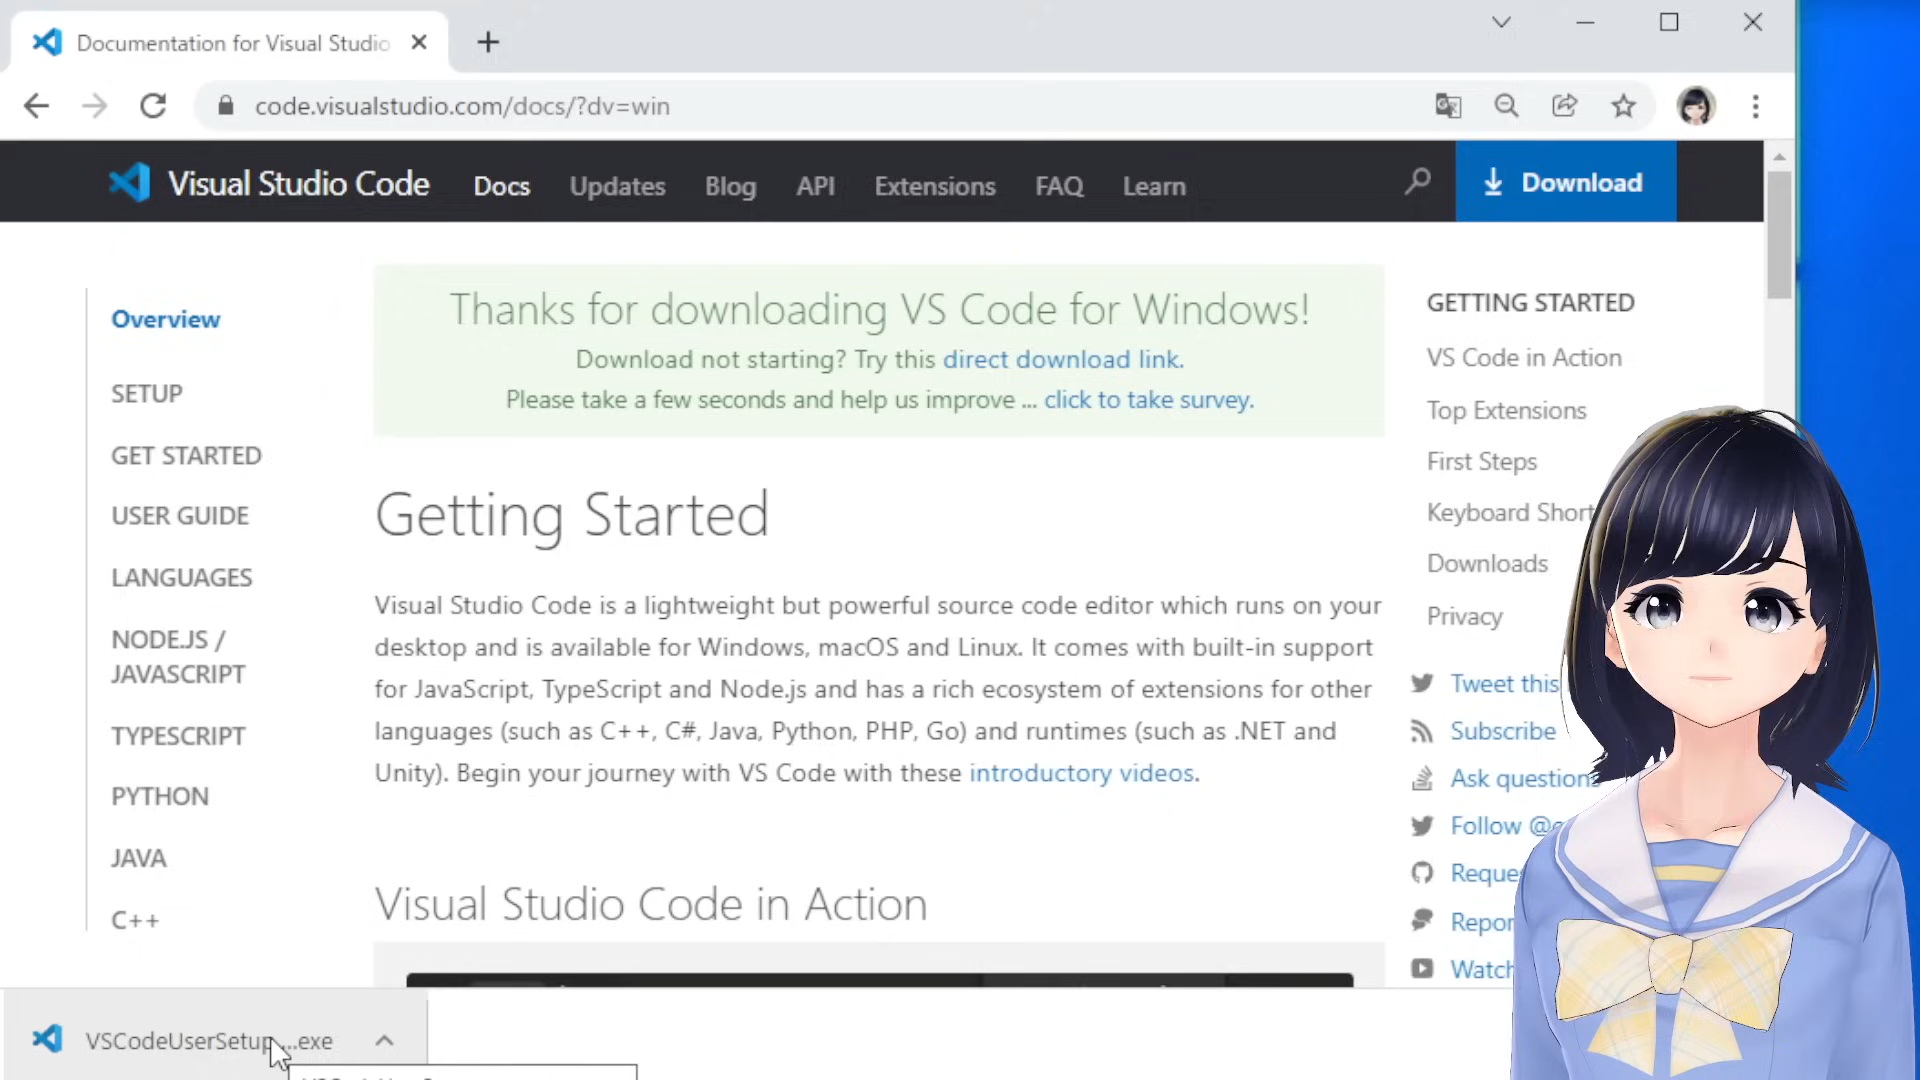 Documentation for Visual Studio
code.visualstudio.com/docs/?dv=win
Visual Studio Code
Docs
Updates
Blog
API
Extensions
FAQ
Learn
Download
Overview
SETUP
GET STARTED
USER GUIDE
LANGUAGES
NODE.JS /
JAVASCRIPT
TYPESCRIPT
PYTHON
JAVA
C++
Thanks for downloading VS Code for Windows!
Download not starting? Try this direct download link.
Please take a few seconds and help us improve ... click to take survey.
Getting Started
Visual Studio Code is a lightweight but powerful source code editor which runs on your
desktop and is available for Windows, macOS and Linux. It comes with built-in support
for JavaScript, TypeScript and Node.js and has a rich ecosystem of extensions for other
languages (such as C++, C#, Java, Python, PHP, Go) and runtimes (such as .NET and
Unity). Begin your journey with VS Code with these introductory videos.
Visual Studio Code in Action
GETTING STARTED
VS Code in Action
Top Extensions
First Steps
Keyboard Short
Downloads
Privacy
Tweet this
Subscribe
Ask question
Follow
Reque
Repor
Watch
VSCodeUserSetup...exe